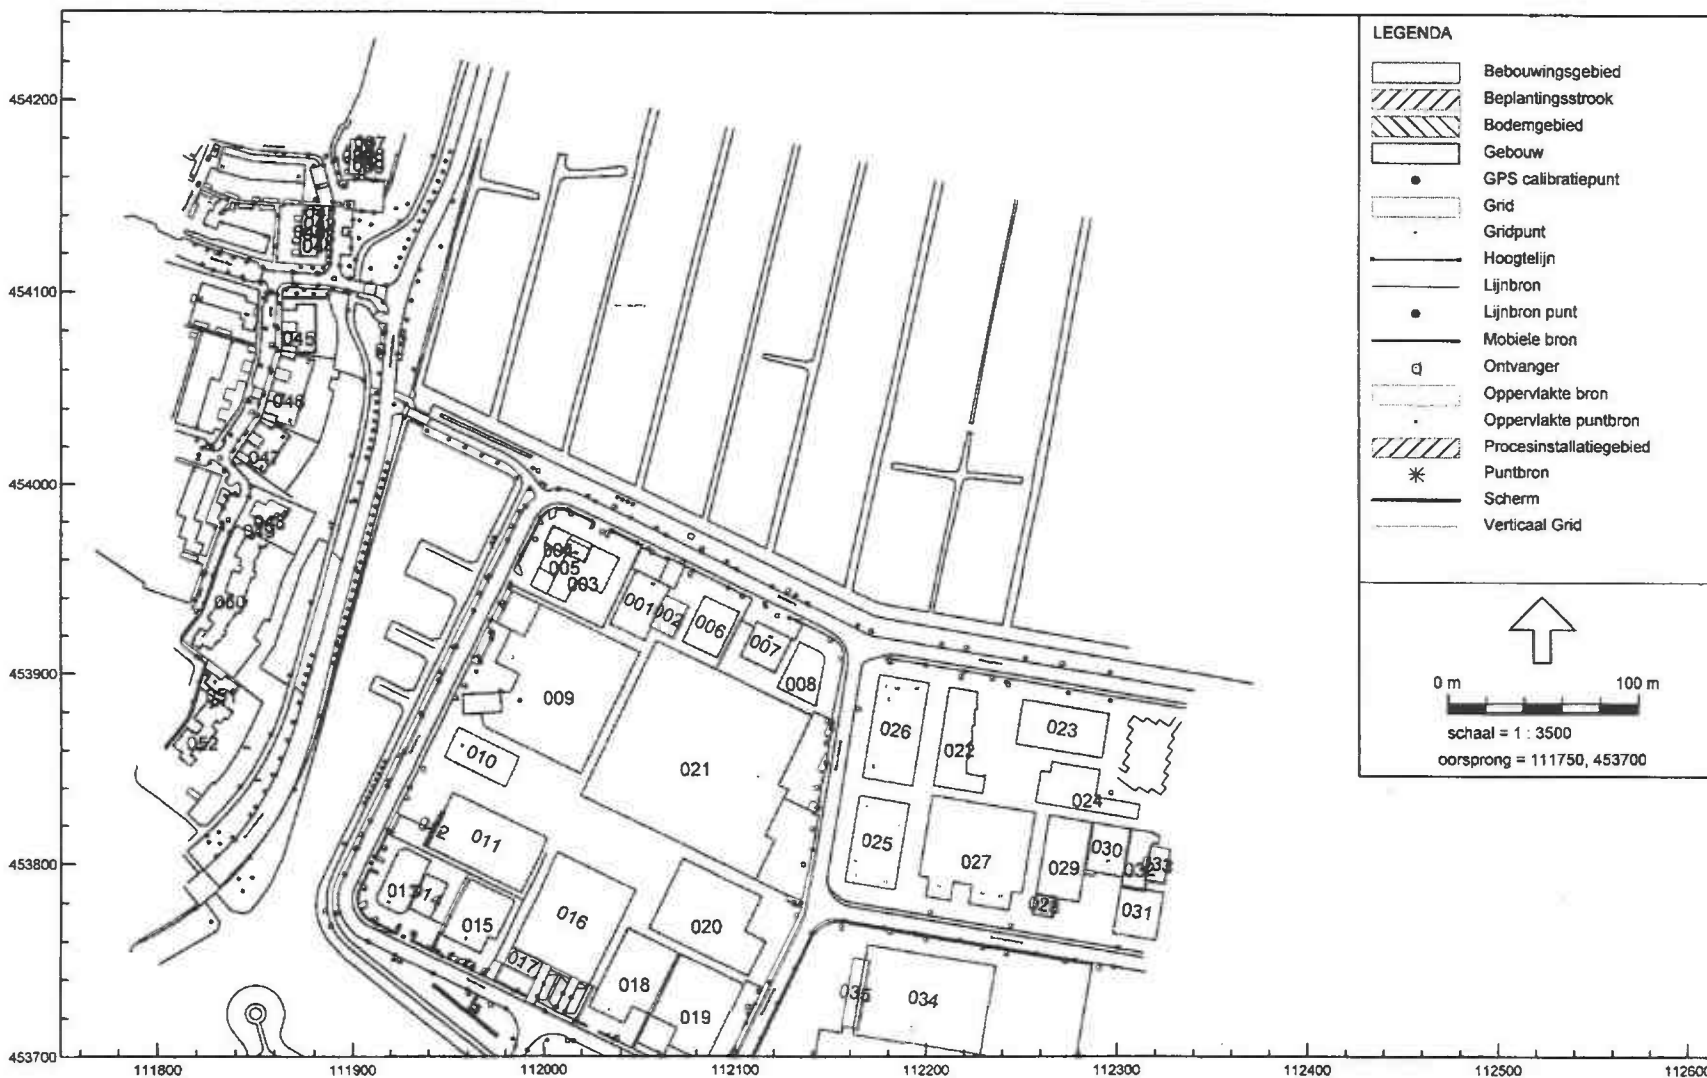 LEGENDA
Bebouwingsgebied
Beplantingsstrook
Bodemgebied
Gebouw
GPS calibratiepunt
Grid
Gridpunt
Hoogtelijn
Lijnbron
Lijnbron punt
Mobiele bron
Ontvanger
Oppervlakte bron
Oppervlakte puntbron
Procesinstallatiegebied
Puntbron
Scherm
Verticaal Grid
0 m 100 m
schaal = 1 : 3500
oorsprong = 111750, 453700
454200
454100
454000
453900
453800
453700
111800 111900 112000 112100 112200 112300 112400 112500
045
046
047
060
052
004
005
003
001
002
006
007
008
009
010
021
026
022
023
024
011
025
027
029
030
033
031
014
015
016
020
017
018
019
035
034